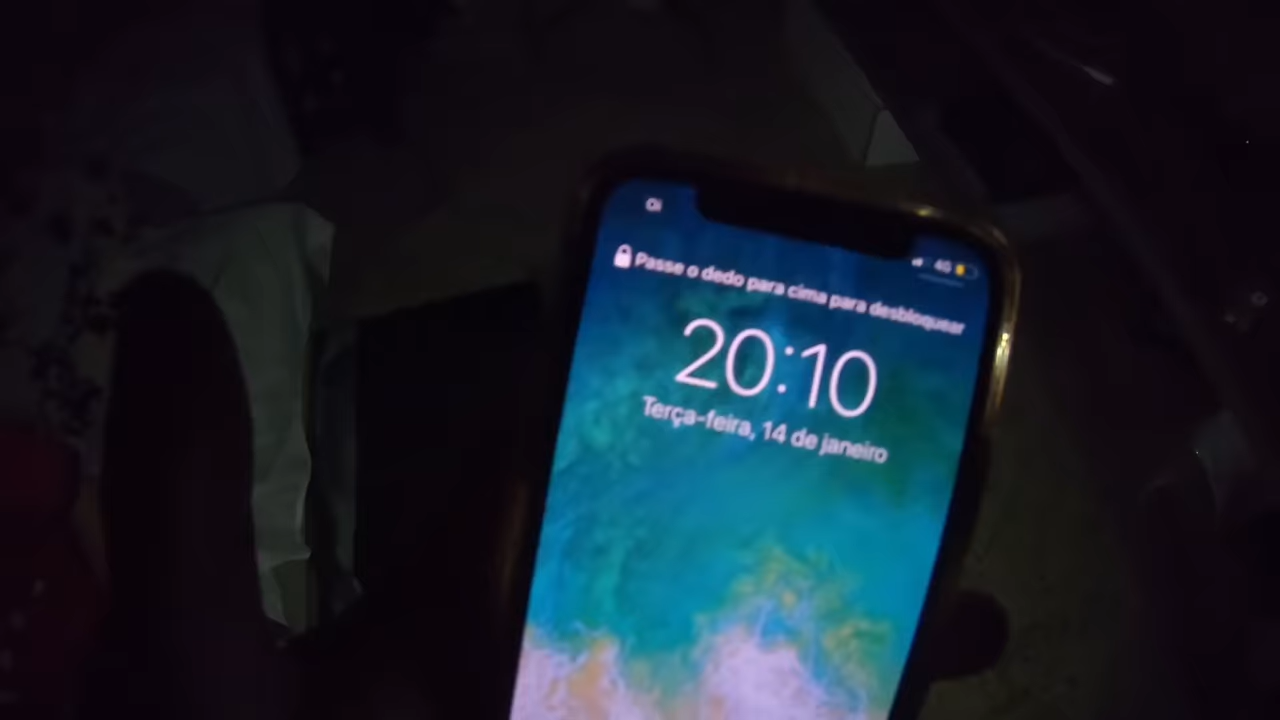 Oi
4G
Passe o dedo para cima para desbloquear
20:10
Terça-feira, 14 de janeiro